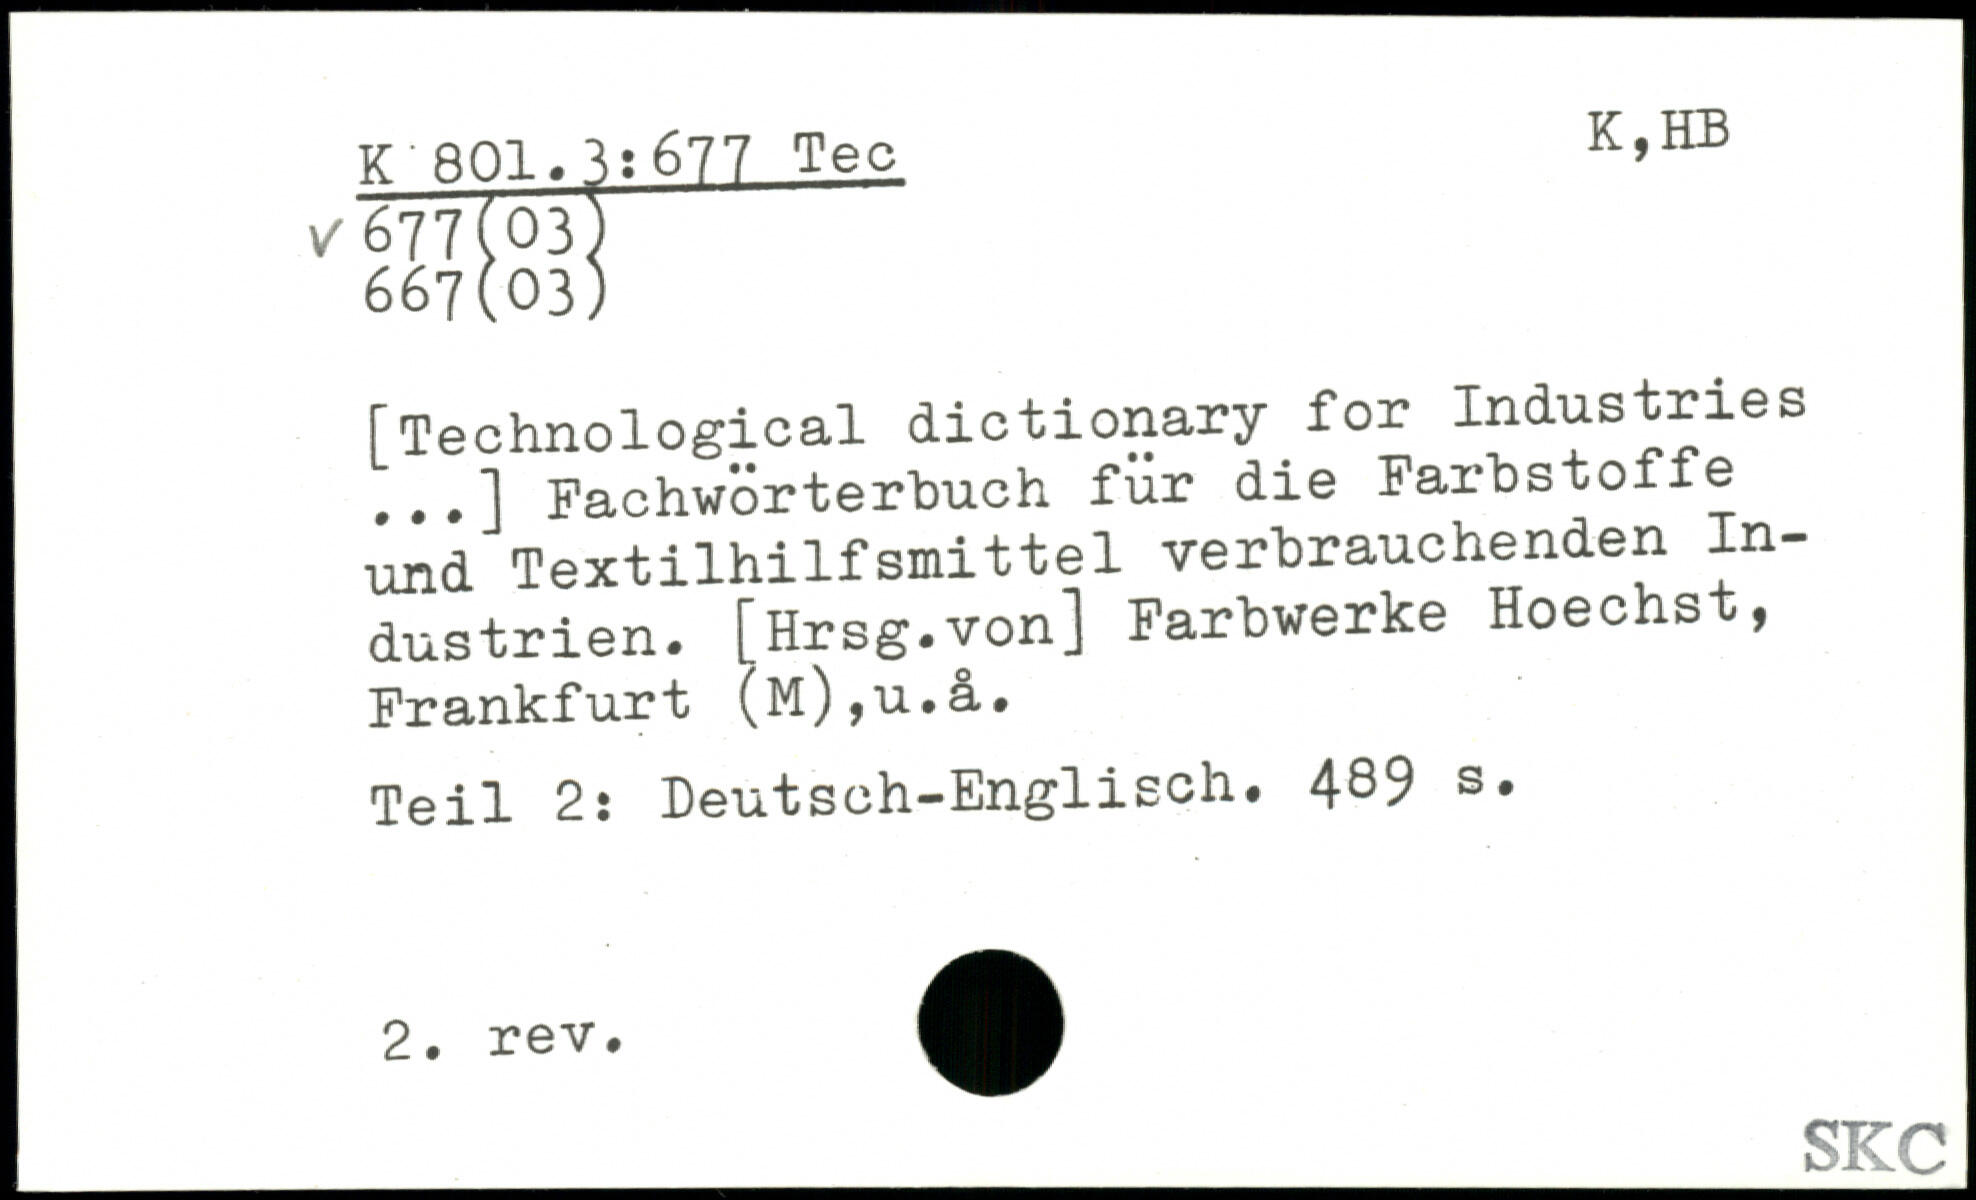 K 801.3:677 Tec
K,HB
v 677(03)
667(03)
[Technological dictionary for Industries
...] Fachwörterbuch für die Farbstoffe
und Textilhilfsmittel verbrauchenden In-
dustrien. [Hrsg.von] Farbwerke Hoechst,
Frankfurt (M),u.å.
Teil 2: Deutsch-Englisch. 489 s.
2. rev.
SKC